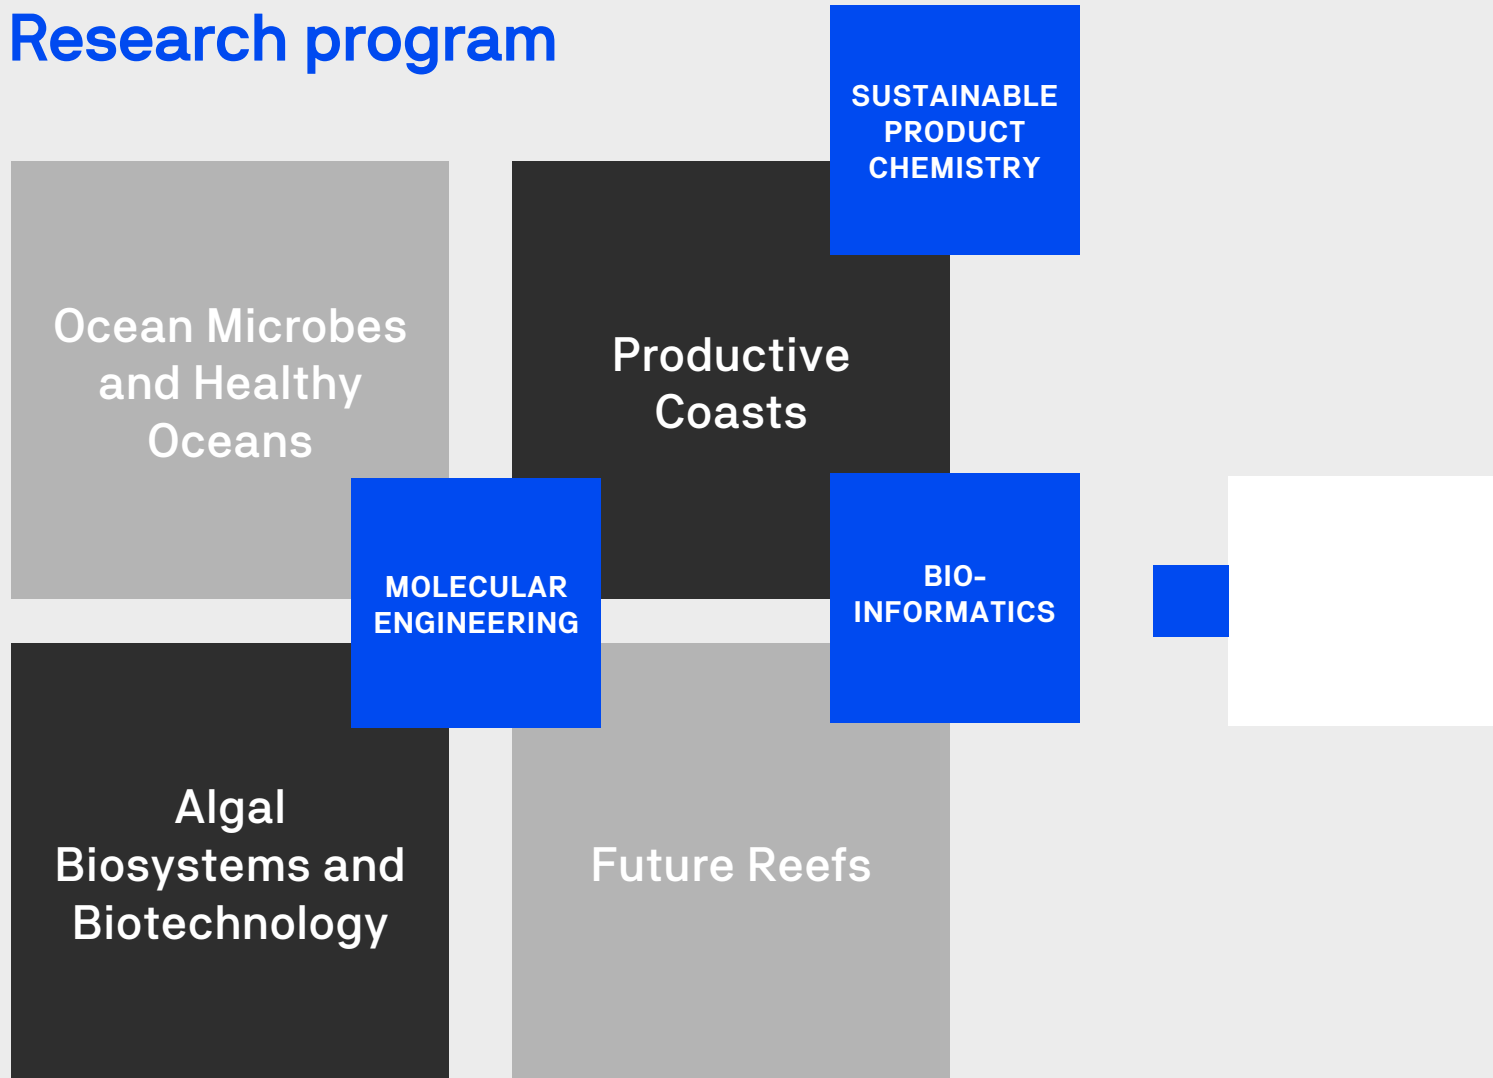 Research program
SUSTAINABLE
PRODUCT
CHEMISTRY
Ocean Microbes
and Healthy
Oceans
Productive
Coasts
MOLECULAR
ENGINEERING
BIO-
INFORMATICS
Algal
Biosystems and
Biotechnology
Future Reefs